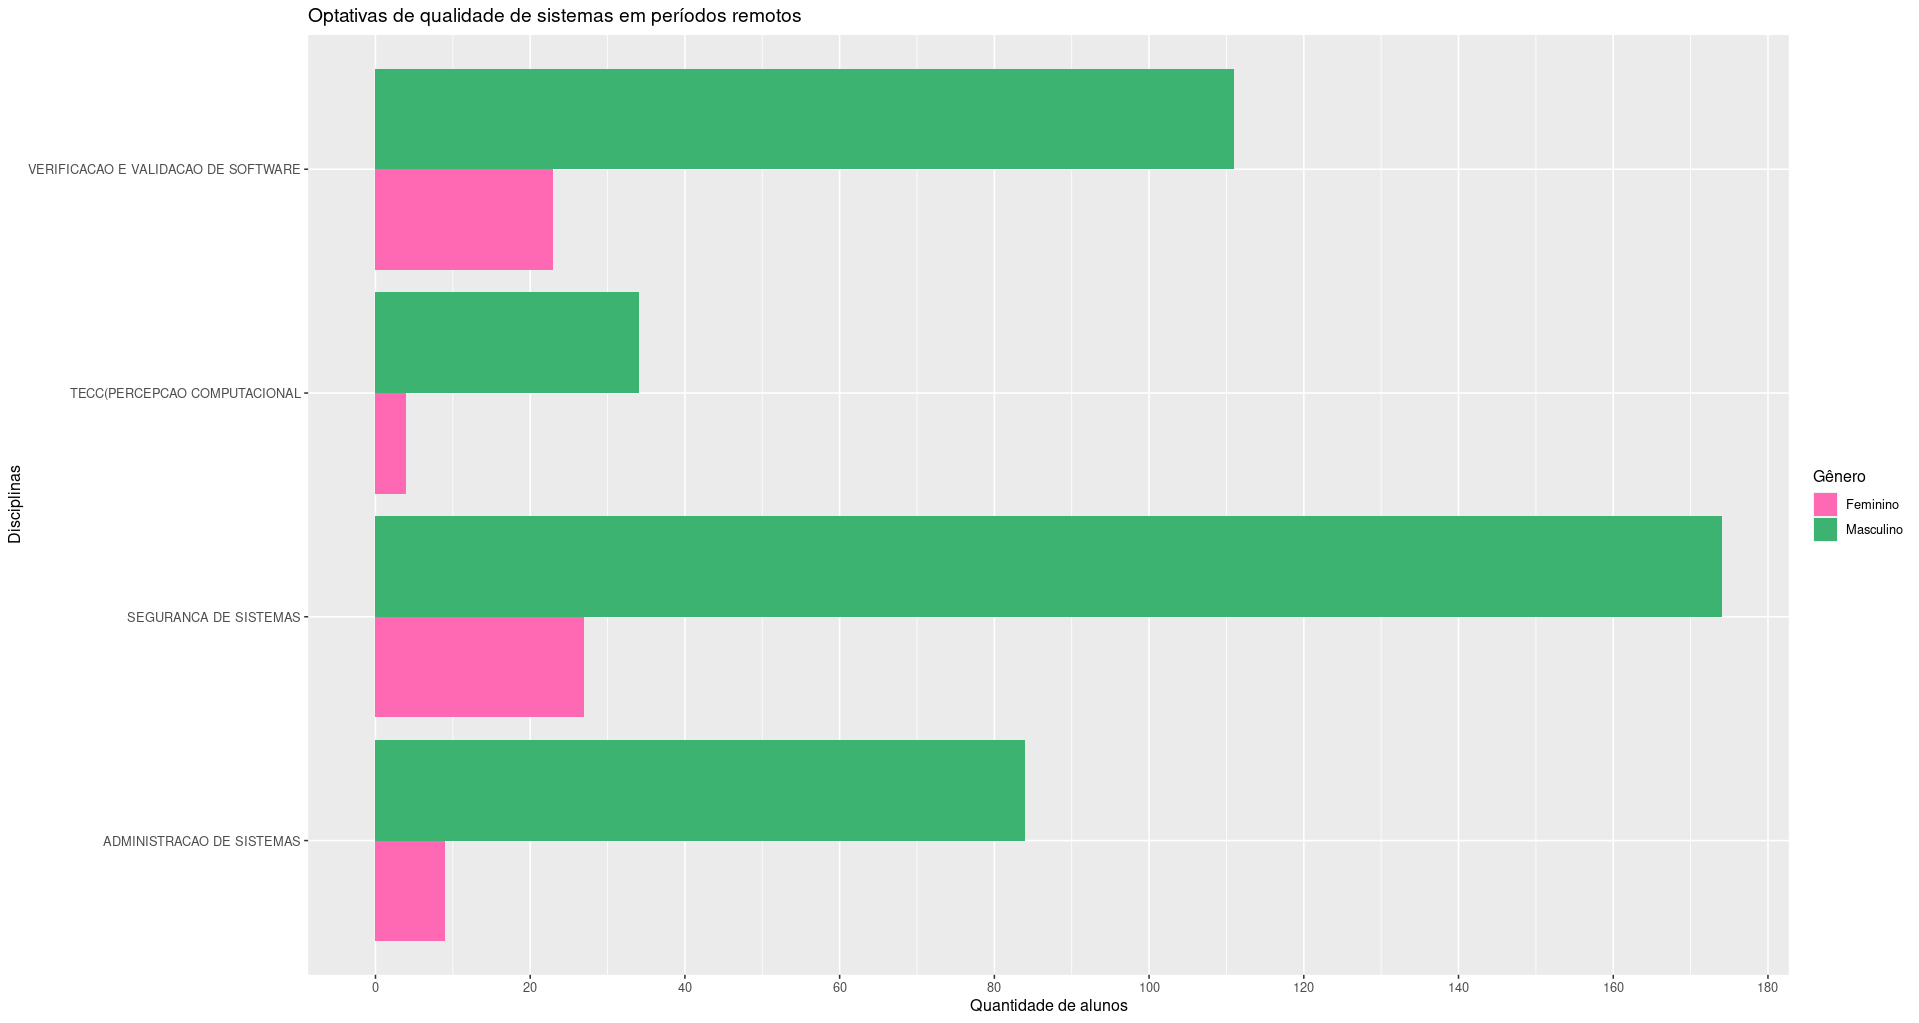 Optativas de qualidade de sistemas em períodos remotos
VERIFICACAO E VALIDACAO DE SOFTWARE
TECC(PERCEPCAO COMPUTACIONAL
SEGURANCA DE SISTEMAS
ADMINISTRACAO DE SISTEMAS
Disciplinas
0 20 40 60 80 100 120 140 160 180
Quantidade de alunos
Gênero
Feminino
Masculino